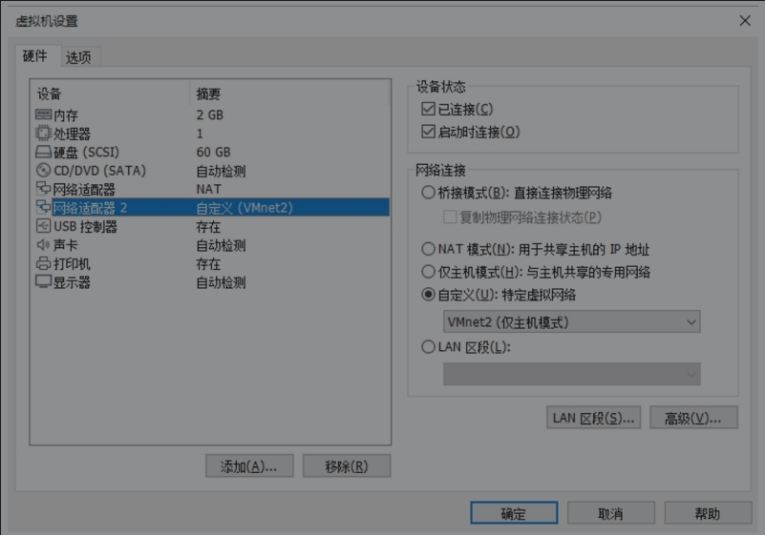 虚拟机设置
硬件 选项
设备 摘要
内存 2 GB
处理器 1
硬盘 (SCSI) 60 GB
CD/DVD (SATA) 自动检测
网络适配器 NAT
网络适配器 2 自定义 (VMnet2)
USB 控制器 存在
声卡 自动检测
打印机 存在
显示器 自动检测
添加(A)... 移除(R)
设备状态
已连接(C)
启动时连接(O)
网络连接
桥接模式(B): 直接连接物理网络
复制物理网络连接状态(P)
NAT 模式(N): 用于共享主机的 IP 地址
仅主机模式(H): 与主机共享的专用网络
自定义(U): 特定虚拟网络
VMnet2 (仅主机模式)
LAN 区段(L):
LAN 区段(S)... 高级(V)...
确定 取消 帮助